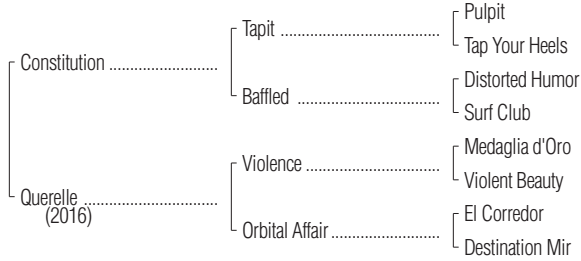 Pulpit
Tapit ..............................
Tap Your Heels
Constitution ........................
Distorted Humor
Baffled ...........................
Surf Club
Medaglia d'Oro
Violence .........................
Violent Beauty
Querelle ..............................
(2016)
El Corredor
Orbital Affair ....................
Destination Mir